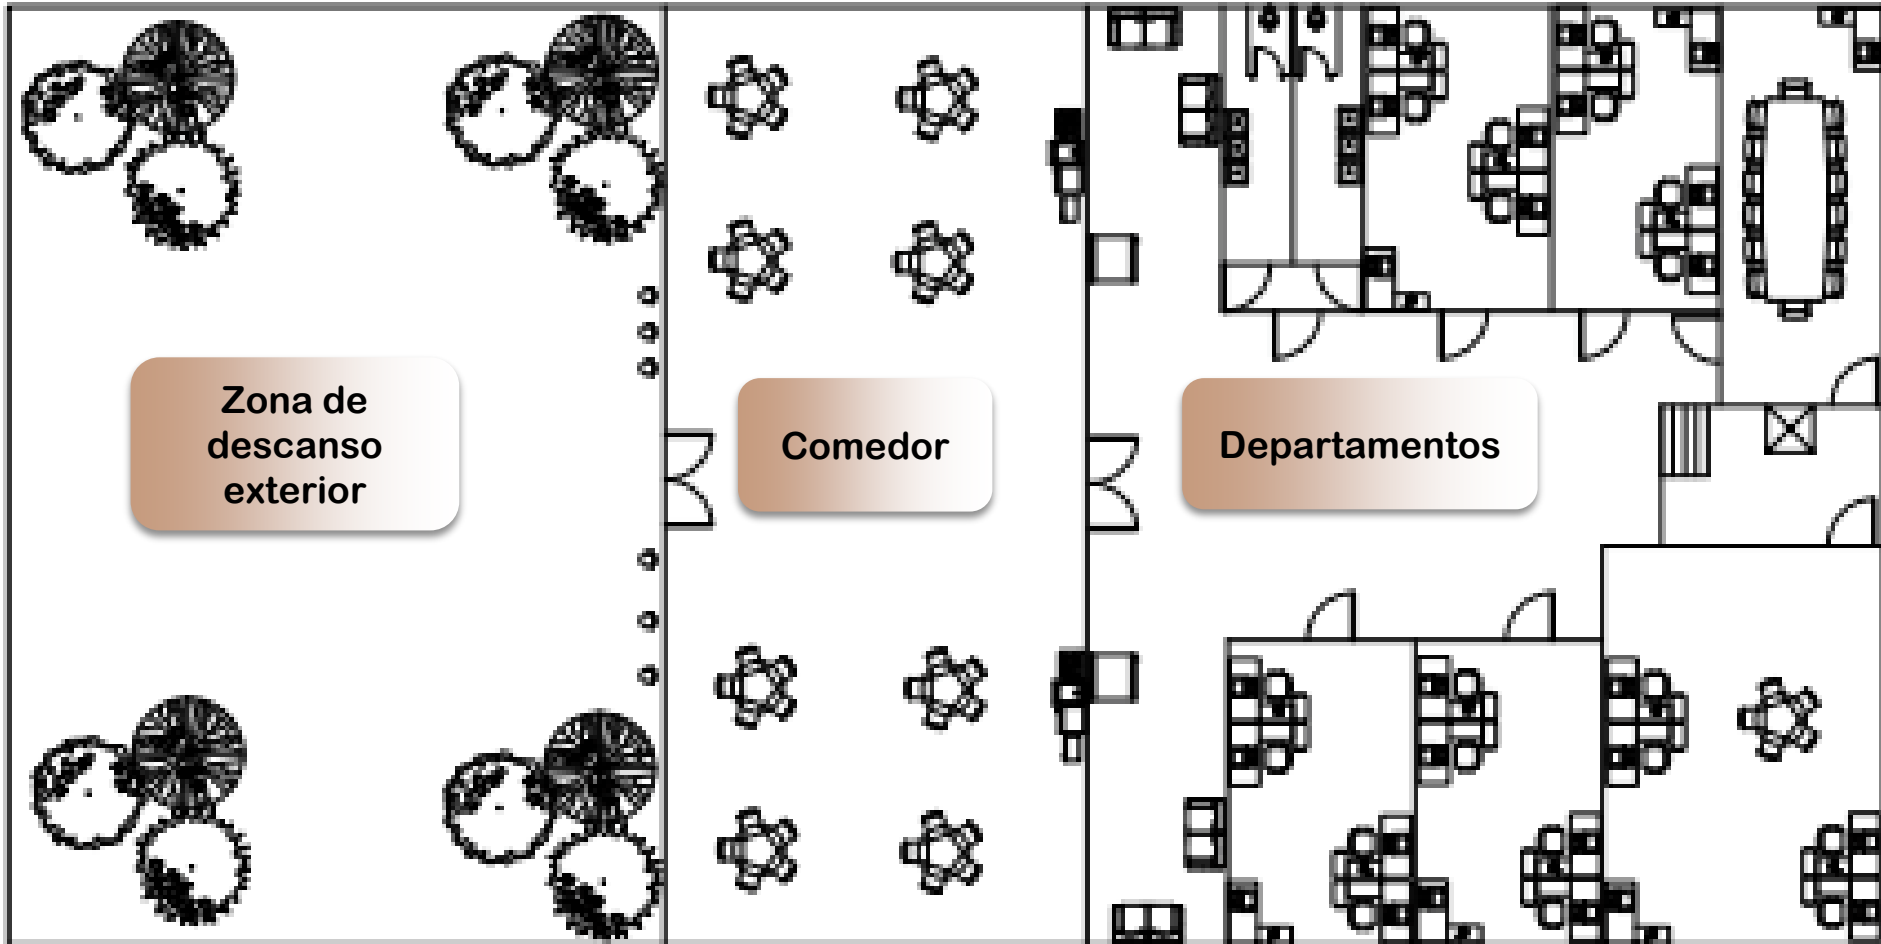 Zona de
descanso
exterior
Comedor
Departamentos